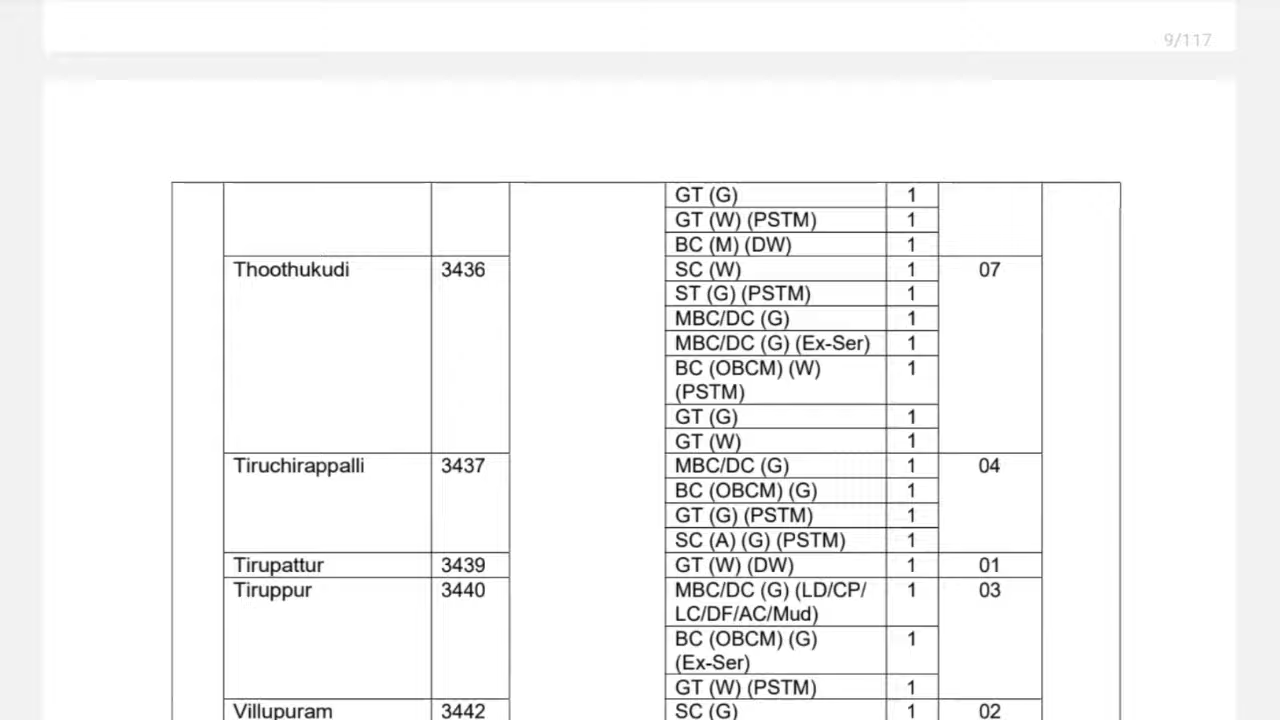 9/117
GT (G) 1
GT (W) (PSTM) 1
BC (M) (DW) 1
Thoothukudi 3436 SC (W) 1 07
ST (G) (PSTM) 1
MBC/DC (G) 1
MBC/DC (G) (Ex-Ser) 1
BC (OBCM) (W) 1
(PSTM)
GT (G) 1
GT (W) 1
Tiruchirappalli 3437 MBC/DC (G) 1 04
BC (OBCM) (G) 1
GT (G) (PSTM) 1
SC (A) (G) (PSTM) 1
Tirupattur 3439 GT (W) (DW) 1 01
Tiruppur 3440 MBC/DC (G) (LD/CP/ 1 03
LC/DF/AC/Mud)
BC (OBCM) (G) 1
(Ex-Ser)
GT (W) (PSTM) 1
Villupuram 3442 SC (G) 1 02